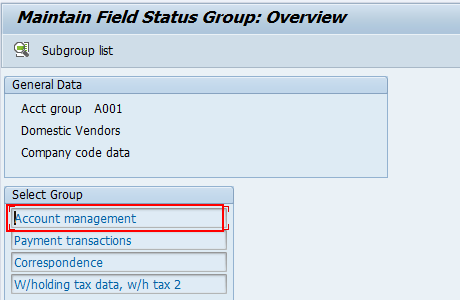 Maintain Field Status Group: Overview
Subgroup list
General Data
Acct group A001
Domestic Vendors
Company code data
Select Group
Account management
Payment transactions
Correspondence
W/holding tax data, w/h tax 2